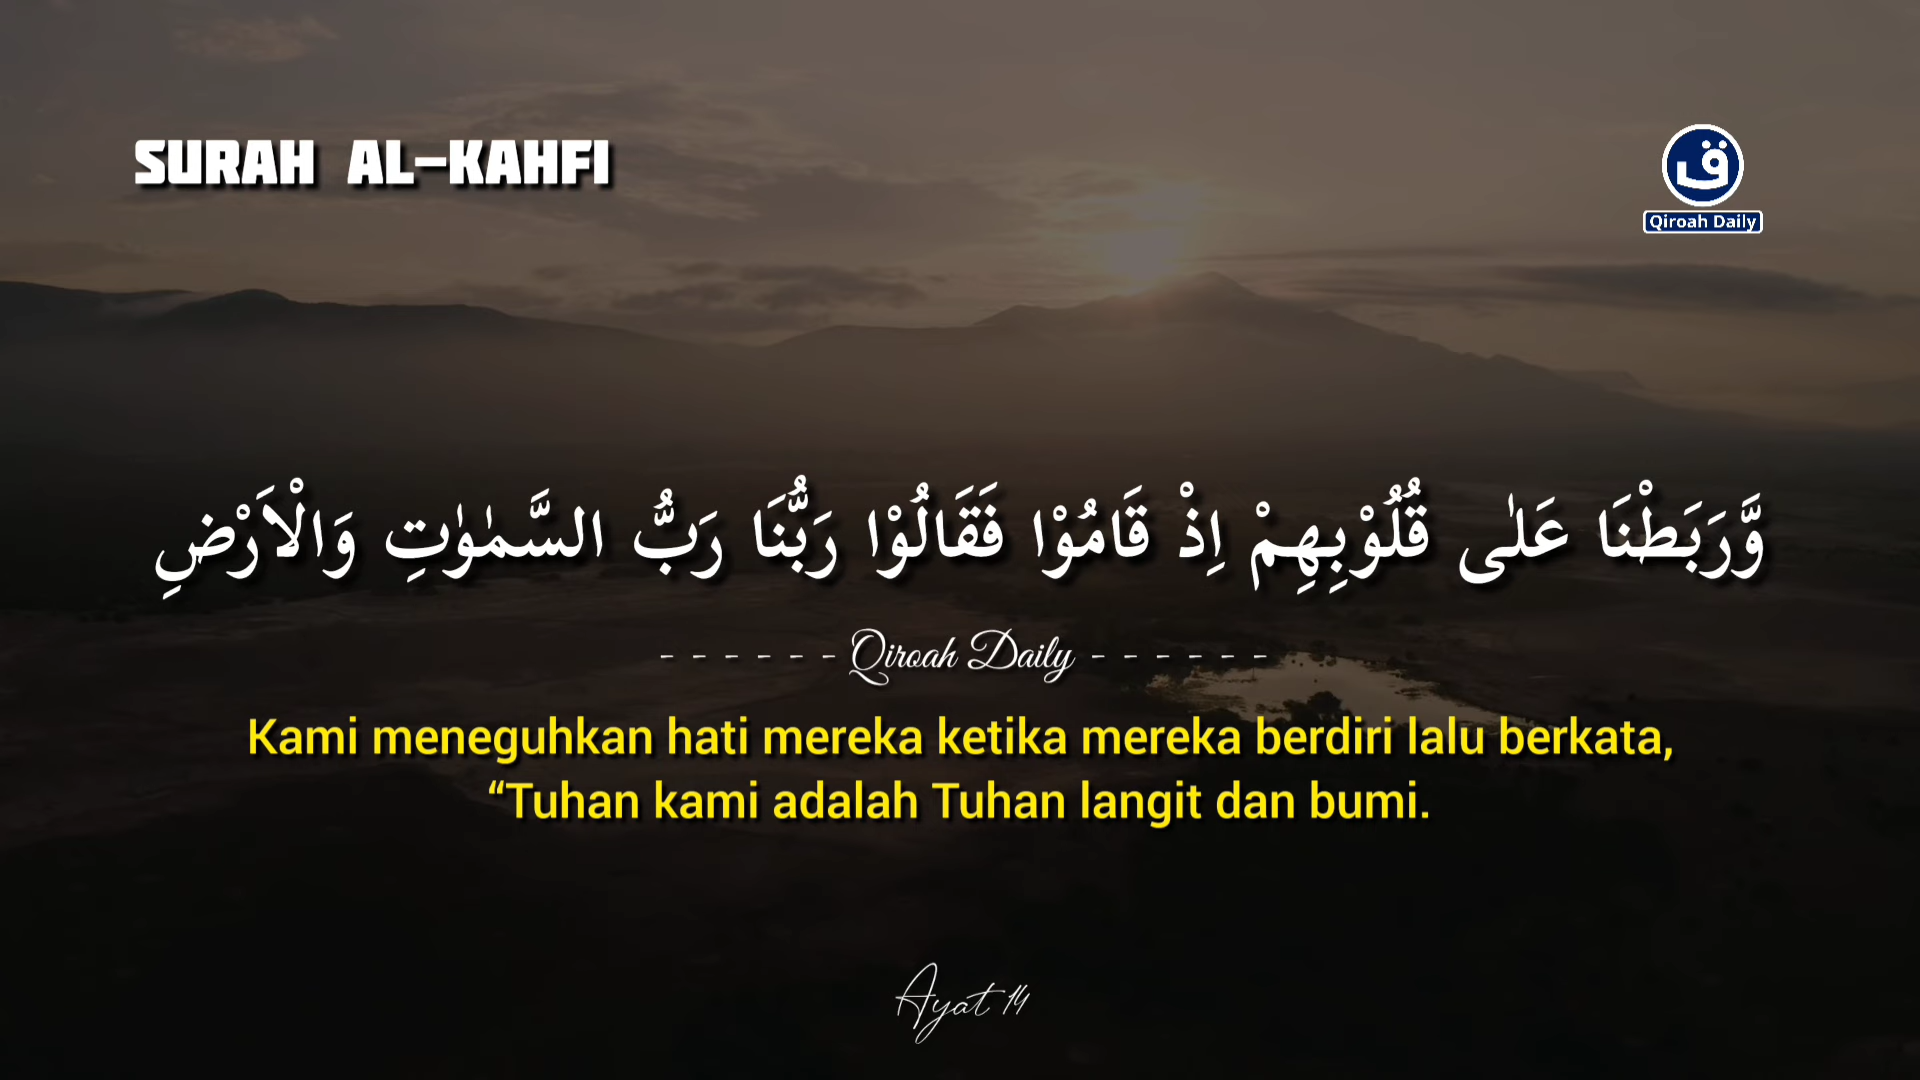 SURAH AL-KAHFI
ق
Qiroah Daily
وَّرَبَطْنَا عَلٰى قُلُوْبِهِمْ اِذْ قَامُوْا فَقَالُوْا رَبُّنَا رَبُّ السَّمٰوٰتِ وَالْاَرْضِ
------ Qiroah Daily ------
Kami meneguhkan hati mereka ketika mereka berdiri lalu berkata,
“Tuhan kami adalah Tuhan langit dan bumi.
Ayat 14